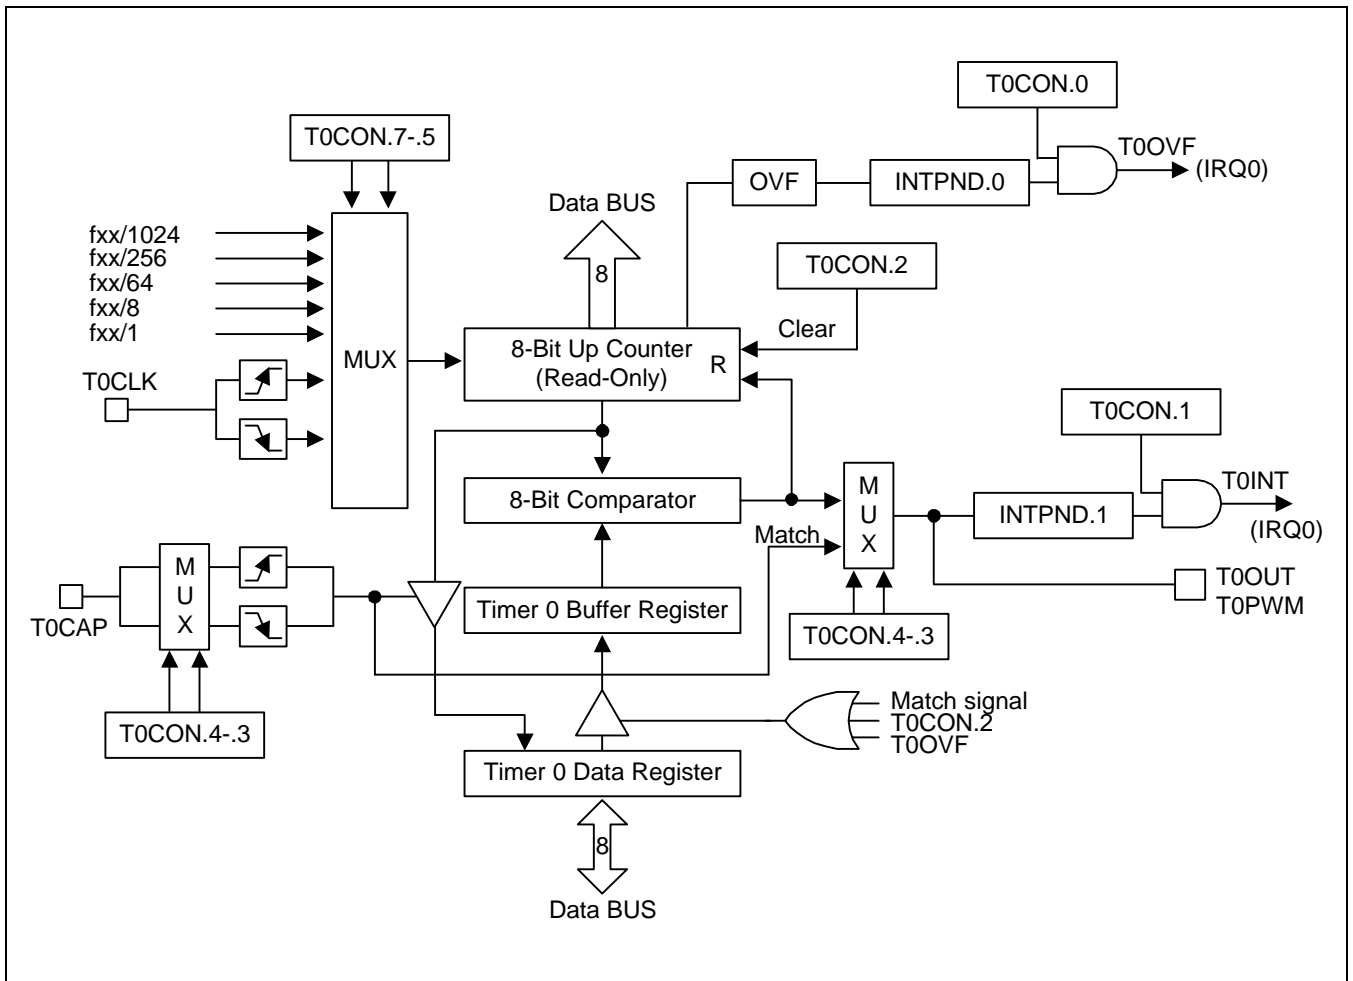 T0CON.0
T0CON.7-.5
T0OVF
(IRQ0)
OVF
INTPND.0
Data BUS
8
fxx/1024
fxx/256
fxx/64
fxx/8
fxx/1
T0CON.2
Clear
MUX
8-Bit Up Counter
(Read-Only)
R
T0CLK
T0CON.1
8-Bit Comparator
M
U
X
T0INT
(IRQ0)
INTPND.1
Match
M
U
X
T0CAP
Timer 0 Buffer Register
T0OUT
T0PWM
T0CON.4-.3
T0CON.4-.3
Match signal
T0CON.2
T0OVF
Timer 0 Data Register
8
Data BUS